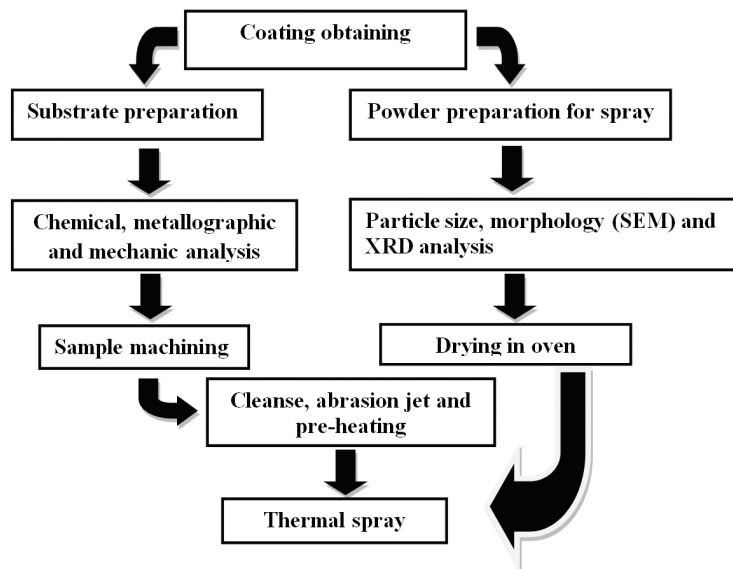 Coating obtaining
Substrate preparation
Powder preparation for spray
Chemical, metallographic
and mechanic analysis
Particle size, morphology (SEM) and
XRD analysis
Sample machining
Drying in oven
Cleanse, abrasion jet and
pre-heating
Thermal spray